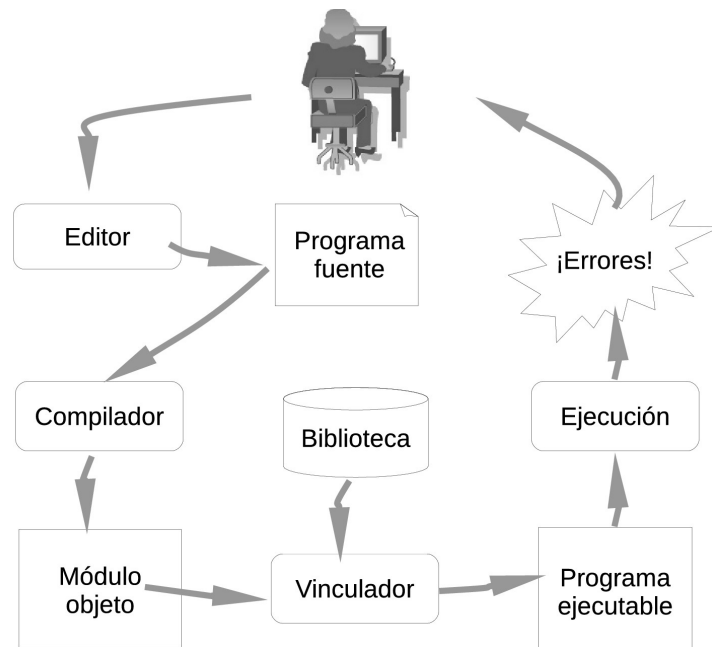 Editor
Programa
fuente
¡Errores!
Compilador
Biblioteca
Ejecución
Módulo
objeto
Vinculador
Programa
ejecutable